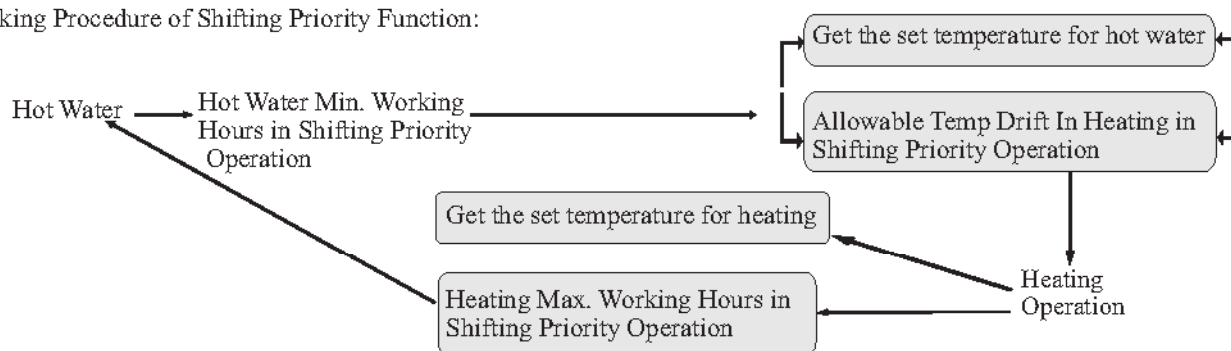 king Procedure of Shifting Priority Function:
Get the set temperature for hot water
Hot Water
Hot Water Min. Working
Hours in Shifting Priority
Operation
Allowable Temp Drift In Heating in
Shifting Priority Operation
Get the set temperature for heating
Heating
Operation
Heating Max. Working Hours in
Shifting Priority Operation